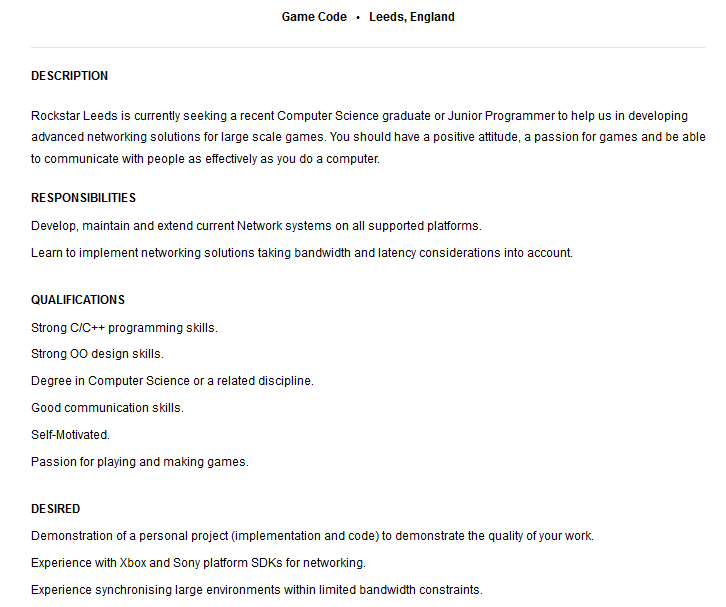 Game Code • Leeds, England
DESCRIPTION
Rockstar Leeds is currently seeking a recent Computer Science graduate or Junior Programmer to help us in developing
advanced networking solutions for large scale games. You should have a positive attitude, a passion for games and be able
to communicate with people as effectively as you do a computer.
RESPONSIBILITIES
Develop, maintain and extend current Network systems on all supported platforms.
Learn to implement networking solutions taking bandwidth and latency considerations into account.
QUALIFICATIONS
Strong C/C++ programming skills.
Strong OO design skills.
Degree in Computer Science or a related discipline.
Good communication skills.
Self-Motivated.
Passion for playing and making games.
DESIRED
Demonstration of a personal project (implementation and code) to demonstrate the quality of your work.
Experience with Xbox and Sony platform SDKs for networking.
Experience synchronising large environments within limited bandwidth constraints.